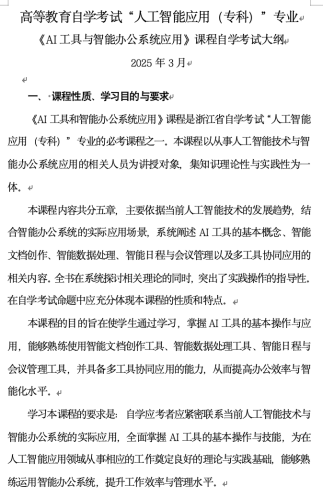 高等教育自学考试“人工智能应用（专科）”专业
《AI 工具与智能办公系统应用》课程自学考试大纲
2025 年 3 月
一、·课程性质、学习目的与要求
《AI 工具和智能办公系统应用》课程是浙江省自学考试“人工智能
应用（专科）” 专业的必考课程之一。本课程以从事人工智能技术与智
能办公系统应用的相关人员为讲授对象，集知识理论性与实践性为一
体。
本课程内容共分五章，主要依据当前人工智能技术的发展趋势，结
合智能办公系统的实际应用场景，系统阐述 AI 工具的基本概念、智能
文档创作、智能数据处理、智能日程与会议管理以及多工具协同应用的
相关内容。全书在系统探讨相关理论的同时，突出了实践操作的指导性。
在自学考试命题中应充分体现本课程的性质和特点。
本课程的目的旨在使学生通过学习，掌握 AI 工具的基本操作与应
用，能够熟练使用智能文档创作工具、智能数据处理工具、智能日程与
会议管理工具，并具备多工具协同应用的能力，从而提高办公效率与智
能化水平。
学习本课程的要求是：自学应考者应紧密联系当前人工智能技术与
智能办公系统的实际应用，全面掌握 AI 工具的基本操作与技能，为在
人工智能应用领域从事相应的工作奠定良好的理论与实践基础，能够熟
练运用智能办公系统，提升工作效率与管理水平。